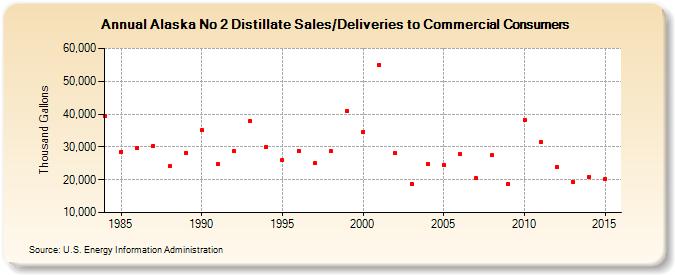 Annual Alaska No 2 Distillate Sales/Deliveries to Commercial Consumers
Thousand Gallons
60,000
50,000
40,000
30,000
20,000
10,000
1985 1990 1995 2000 2005 2010 2015
Source: U.S. Energy Information Administration